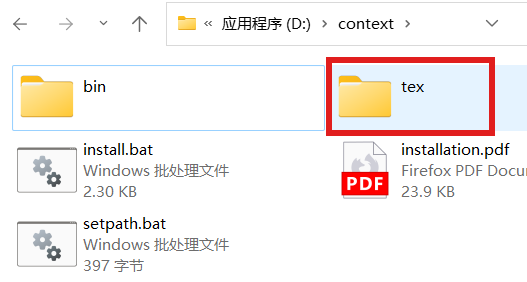 应用程序 (D:) context
bin
tex
install.bat
Windows 批处理文件
2.30 KB
installation.pdf
Firefox PDF Docu
23.9 KB
PDF
setpath.bat
Windows 批处理文件
397 字节